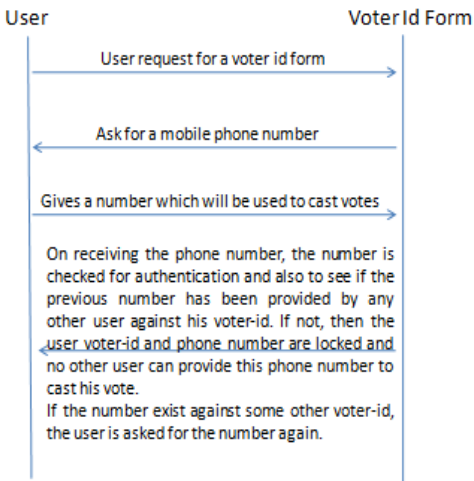 User
Voter Id Form
User request for a voter id form
Ask for a mobile phone number
Gives a number which will be used to cast votes
On receiving the phone number, the number is
checked for authentication and also to see if the
previous number has been provided by any
other user against his voter-id. If not, then the
user voter-id and phone number are locked and
no other user can provide this phone number to
cast his vote.
If the number exist against some other voter-id,
the user is asked for the number again.